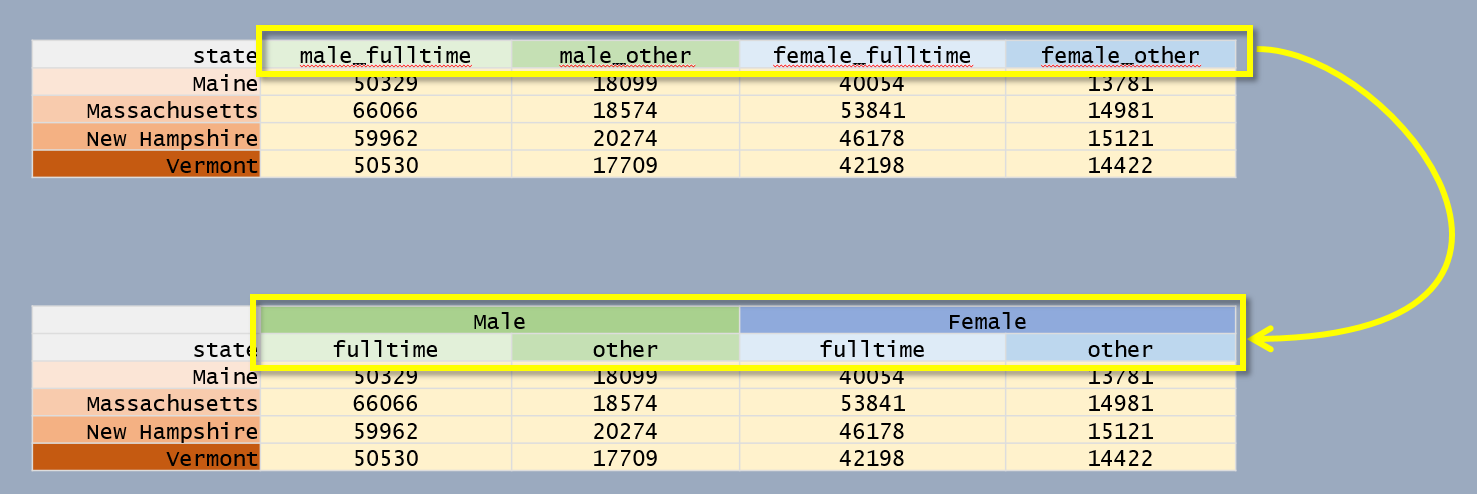 state male_fulltime male_other female_fulltime female_other
Maine 50329 18099 40054 13781
Massachusetts 66066 18574 53841 14981
New Hampshire 59962 20274 46178 15121
Vermont 50530 17709 42198 14422
Male Female
state fulltime other fulltime other
Maine 50329 18099 40054 13781
Massachusetts 66066 18574 53841 14981
New Hampshire 59962 20274 46178 15121
Vermont 50530 17709 42198 14422